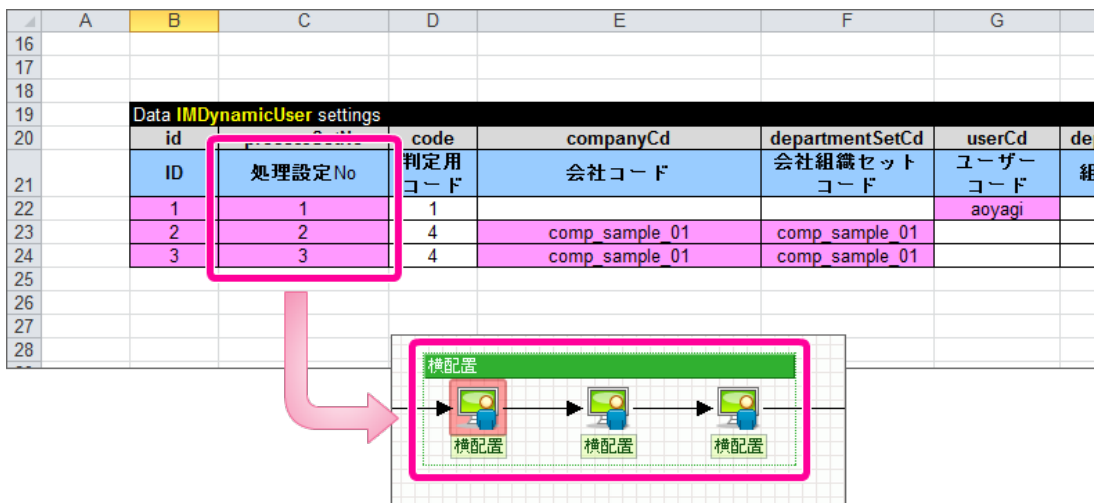 A B C D E F G
16
17
18
19 Data IMDynamicUser settings
20 id code companyCd departmentSetCd userCd de
21 ID 処理設定No 判定用コード 会社コード 会社組織セットコード ユーザーコード 組
22 1 1 1 aoyagi
23 2 2 4 comp_sample_01 comp_sample_01
24 3 3 4 comp_sample_01 comp_sample_01
25
26
27
28
横配置
横配置 横配置 横配置